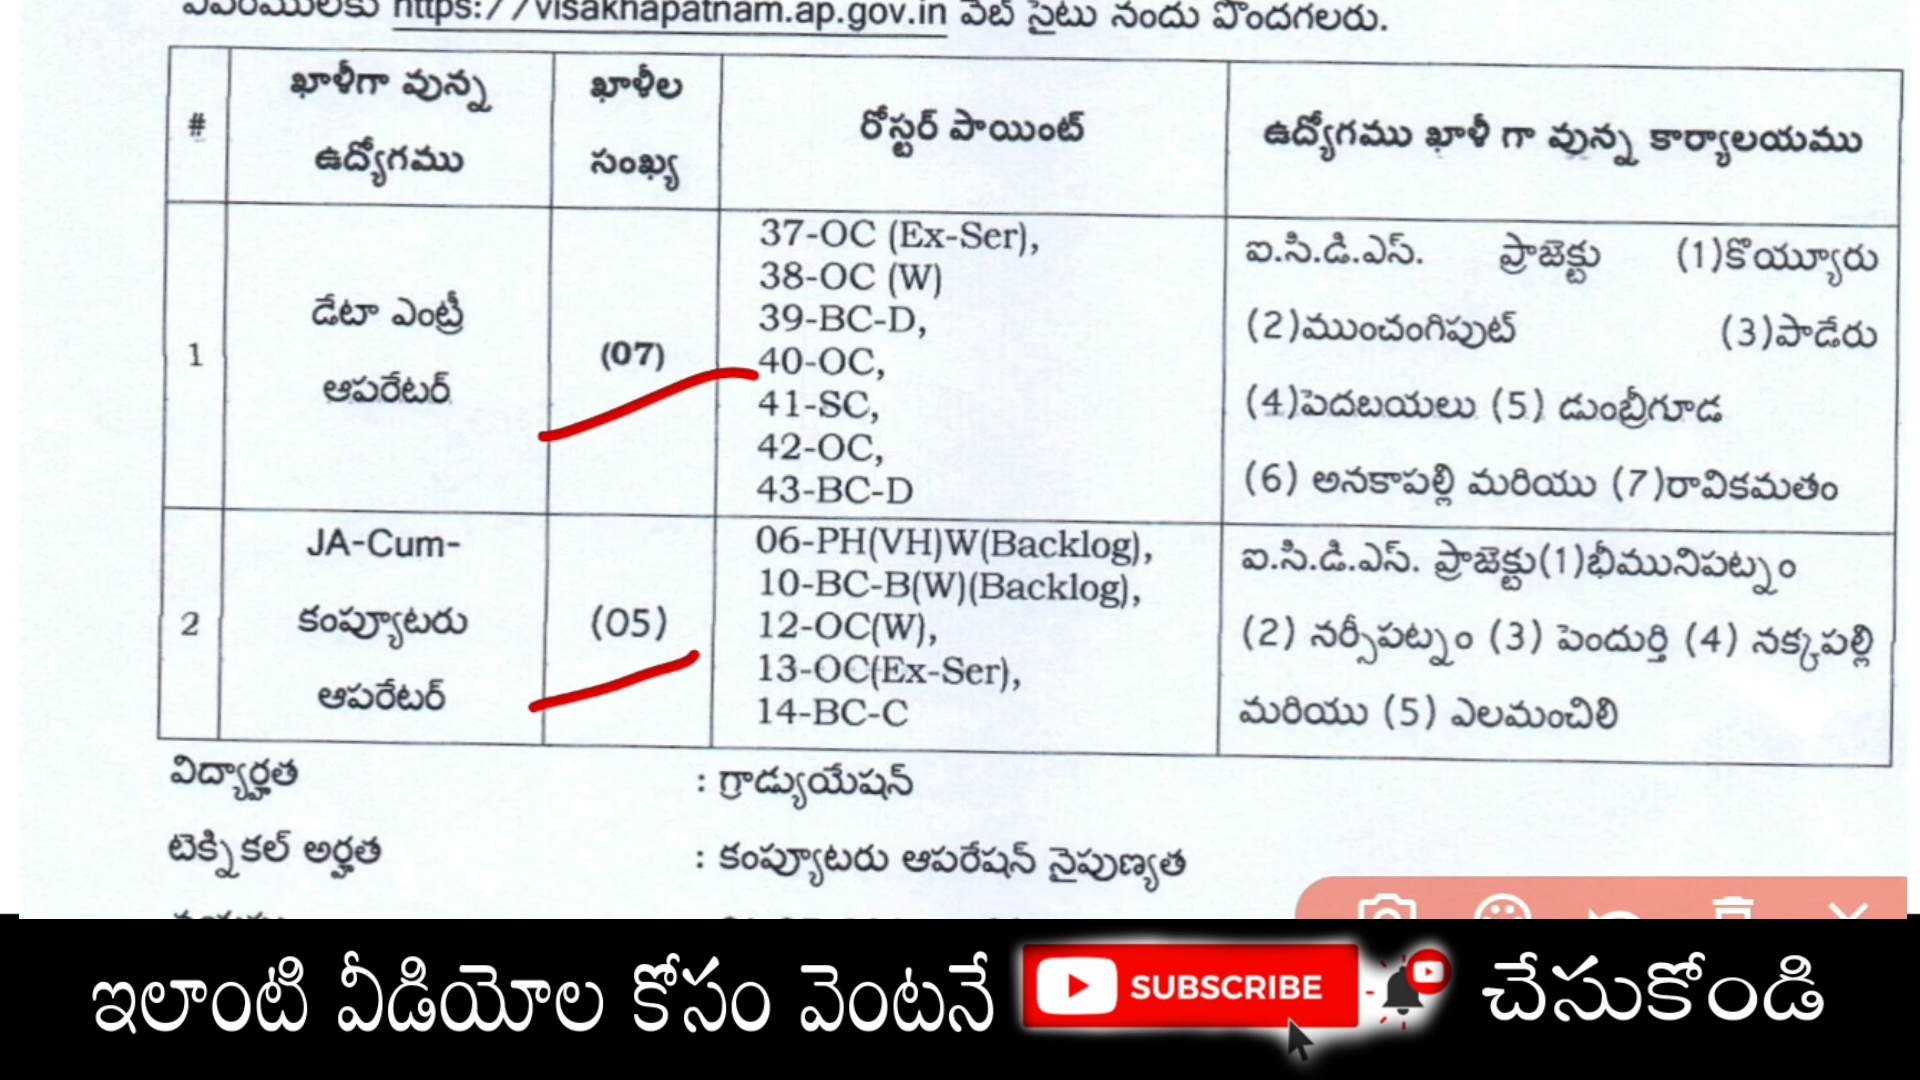 వివరములకు https://visakhapatnam.ap.gov.in వెబ్ సైటు నందు పొందగలరు.
# ఖాళీగా వున్న ఉద్యోగము ఖాళీల సంఖ్య రోస్టర్ పాయింట్ ఉద్యోగము ఖాళీ గా వున్న కార్యాలయము
1
డేటా ఎంట్రీ
ఆపరేటర్
(07)
37-OC (Ex-Ser),
38-OC (W)
39-BC-D,
40-OC,
41-SC,
42-OC,
43-BC-D
ఐ.సి.డి.ఎస్. ప్రాజెక్టు (1)కొయ్యూరు
(2)ముంచంగిపుట్ (3)పాడేరు
(4)పెదబయలు (5) డుంబ్రీగూడ
(6) అనకాపల్లి మరియు (7)రావికమతం
2
JA-Cum-
కంప్యూటరు
ఆపరేటర్
(05)
06-PH(VH)W(Backlog),
10-BC-B(W)(Backlog),
12-OC(W),
13-OC(Ex-Ser),
14-BC-C
ఐ.సి.డి.ఎస్. ప్రాజెక్టు(1)భీమునిపట్నం
(2) నర్సీపట్నం (3) పెందుర్తి (4) నక్కపల్లి
మరియు (5) ఎలమంచిలి
విద్యార్హత : గ్రాడ్యుయేషన్
టెక్నికల్ అర్హత : కంప్యూటరు ఆపరేషన్ నైపుణ్యత
ఇలాంటి వీడియోల కోసం వెంటనే SUBSCRIBE చేసుకోండి